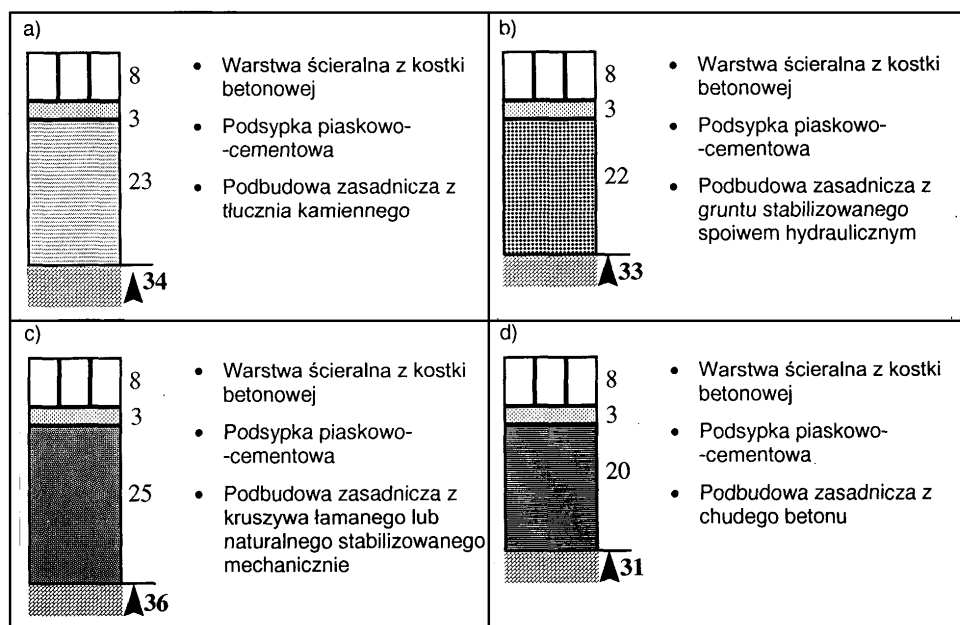 a)
8
3
23
34
• Warstwa ścieralna z kostki
betonowej
• Podsypka piaskowo-
-cementowa
• Podbudowa zasadnicza z
tłucznia kamiennego
b)
8
3
22
33
• Warstwa ścieralna z kostki
betonowej
• Podsypka piaskowo-
-cementowa
• Podbudowa zasadnicza z
gruntu stabilizowanego
spoiwem hydraulicznym
c)
8
3
25
36
• Warstwa ścieralna z kostki
betonowej
• Podsypka piaskowo-
-cementowa
• Podbudowa zasadnicza z
kruszywa łamanego lub
naturalnego stabilizowanego
mechanicznie
d)
8
3
20
31
• Warstwa ścieralna z kostki
betonowej
• Podsypka piaskowo-
-cementowa
• Podbudowa zasadnicza z
chudego betonu